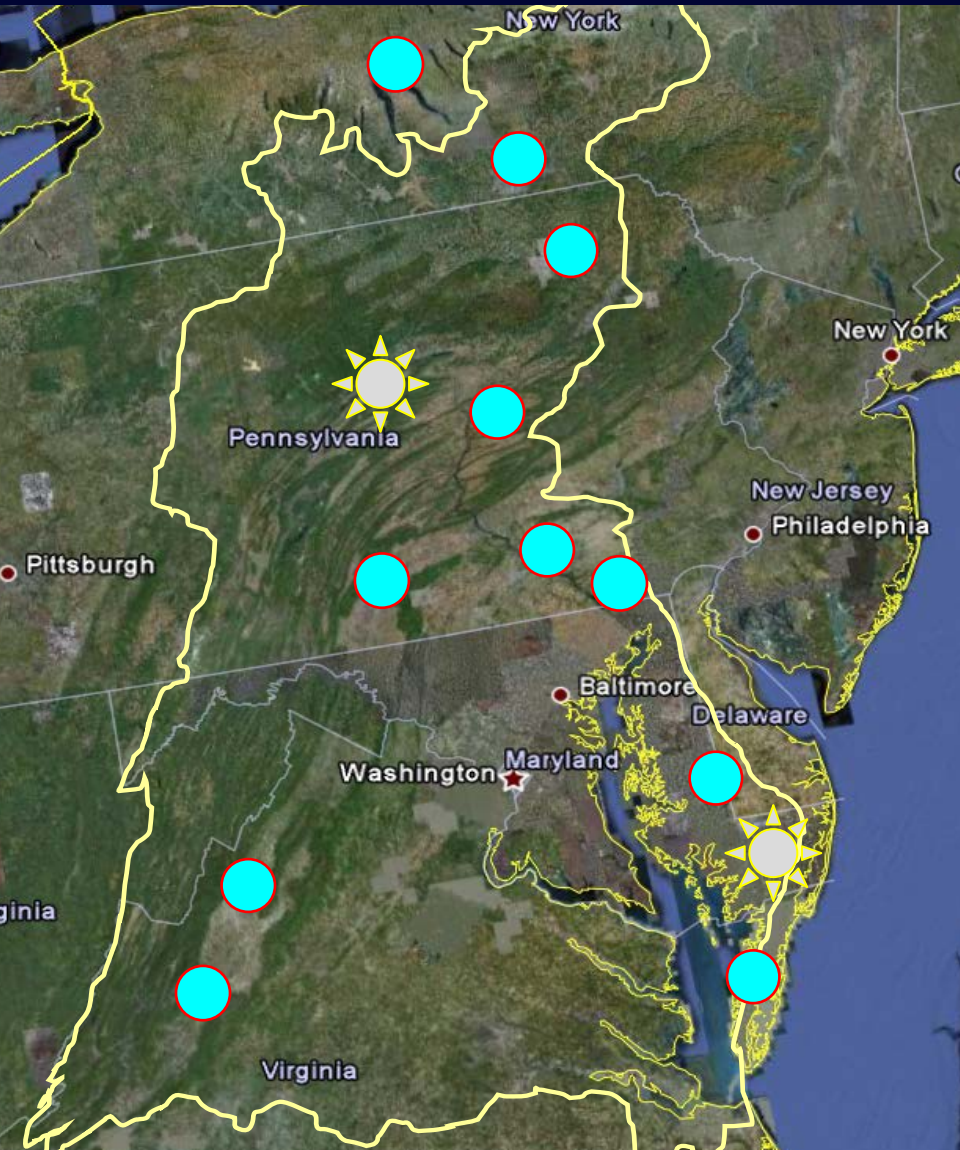 New York
New York
Pennsylvania
New Jersey
Philadelphia
Pittsburgh
Baltimore
Delaware
Maryland
Washington
ginia
Virginia